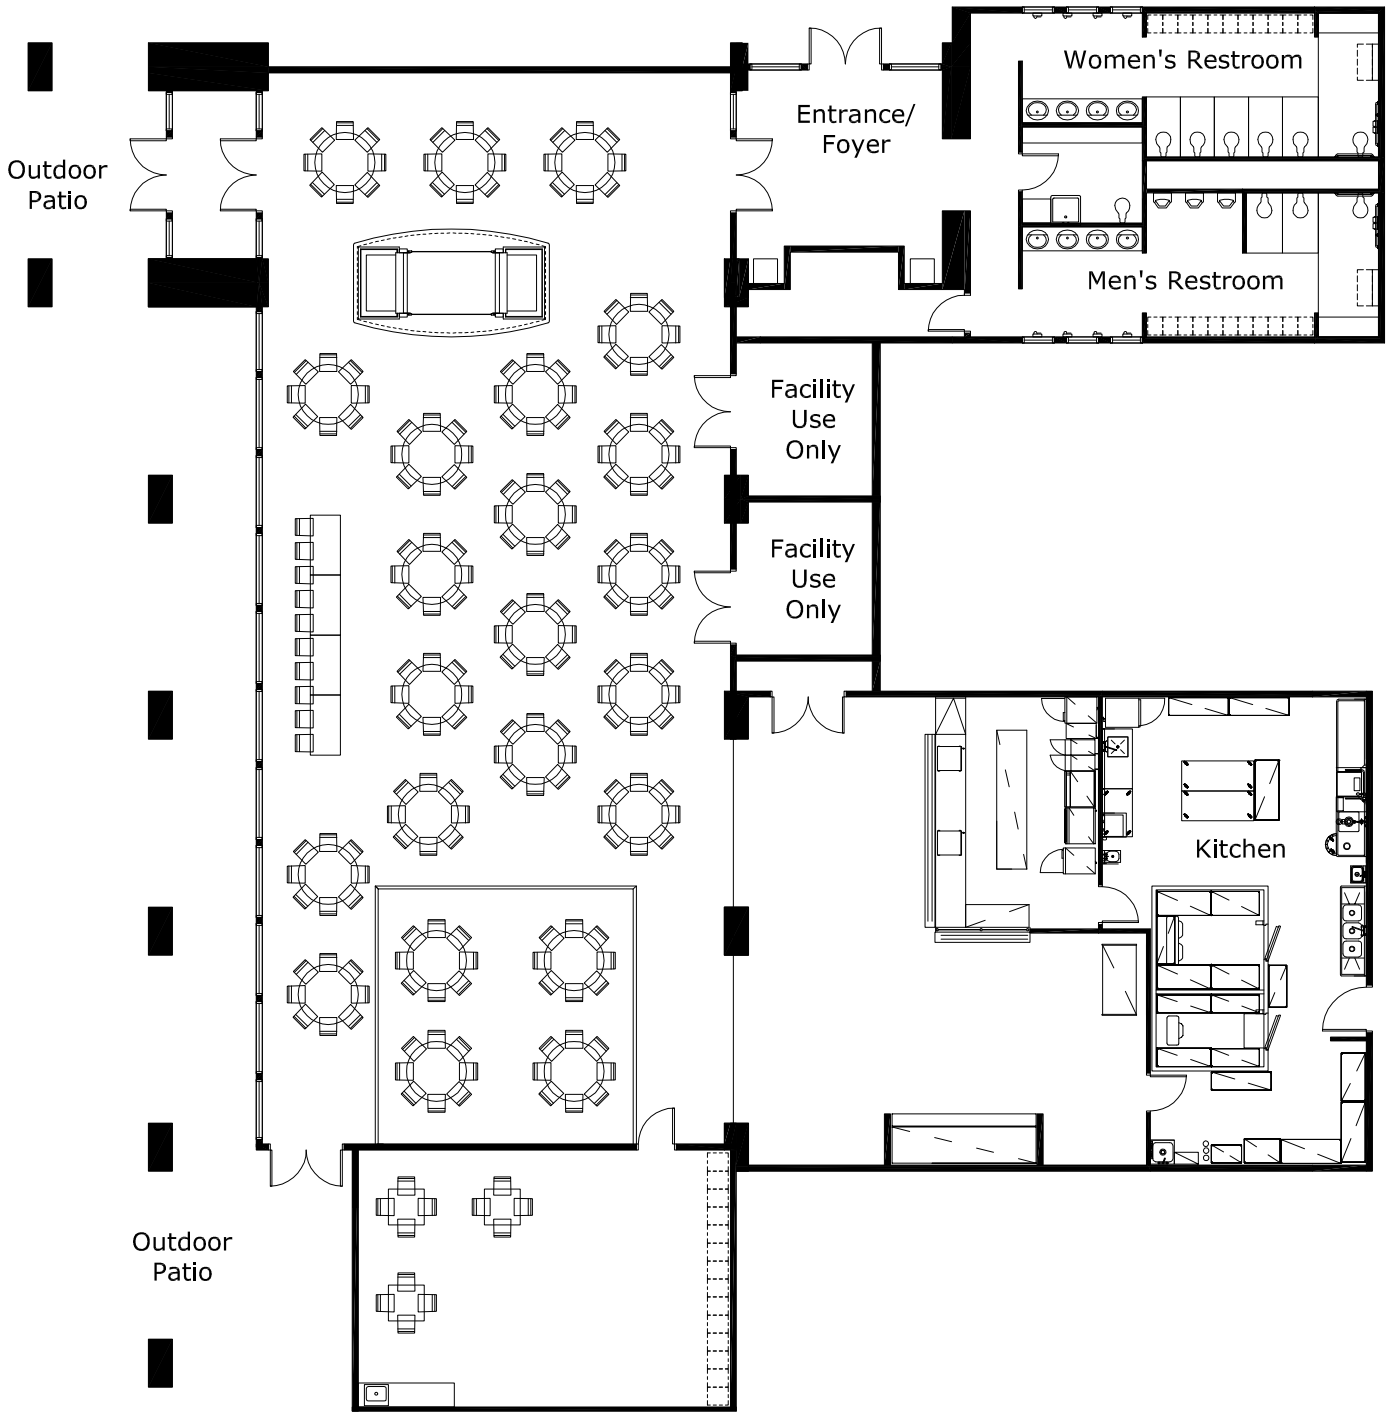 Women's Restroom
Entrance/
Foyer
Outdoor
Patio
Men's Restroom
Facility
Use
Only
Facility
Use
Only
Kitchen
Outdoor
Patio